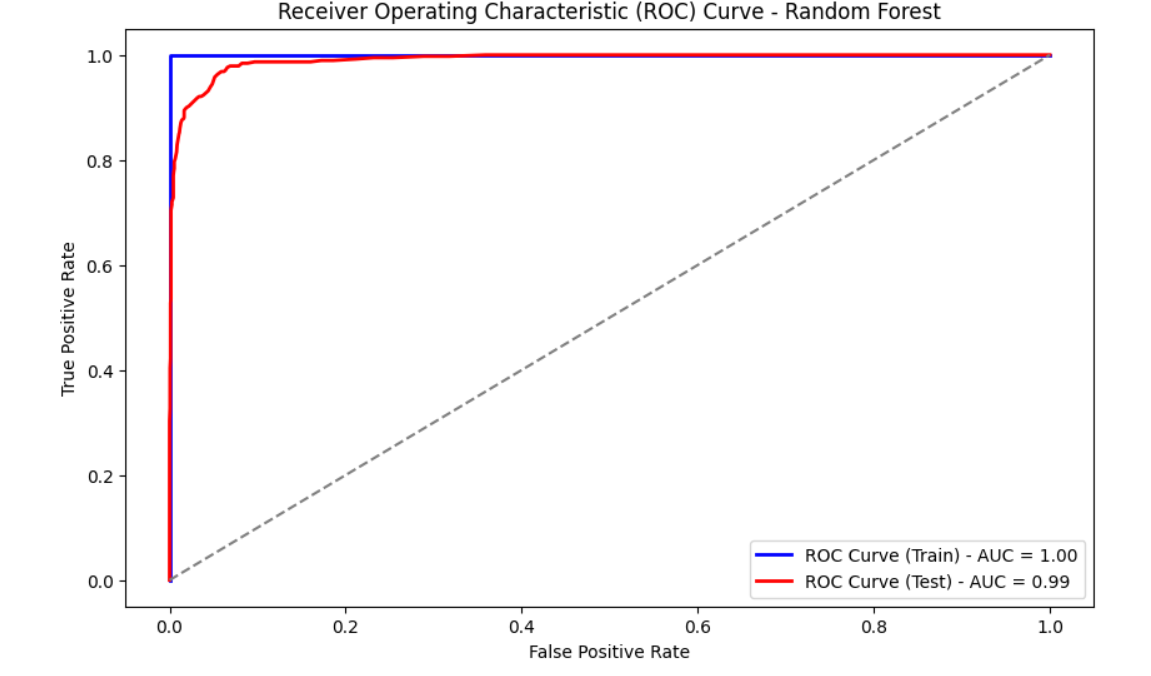 Receiver Operating Characteristic (ROC) Curve - Random Forest
1.0
0.8
0.6
0.4
0.2
0.0
True Positive Rate
ROC Curve (Train) - AUC = 1.00
ROC Curve (Test) - AUC = 0.99
0.0 0.2 0.4 0.6 0.8 1.0
False Positive Rate